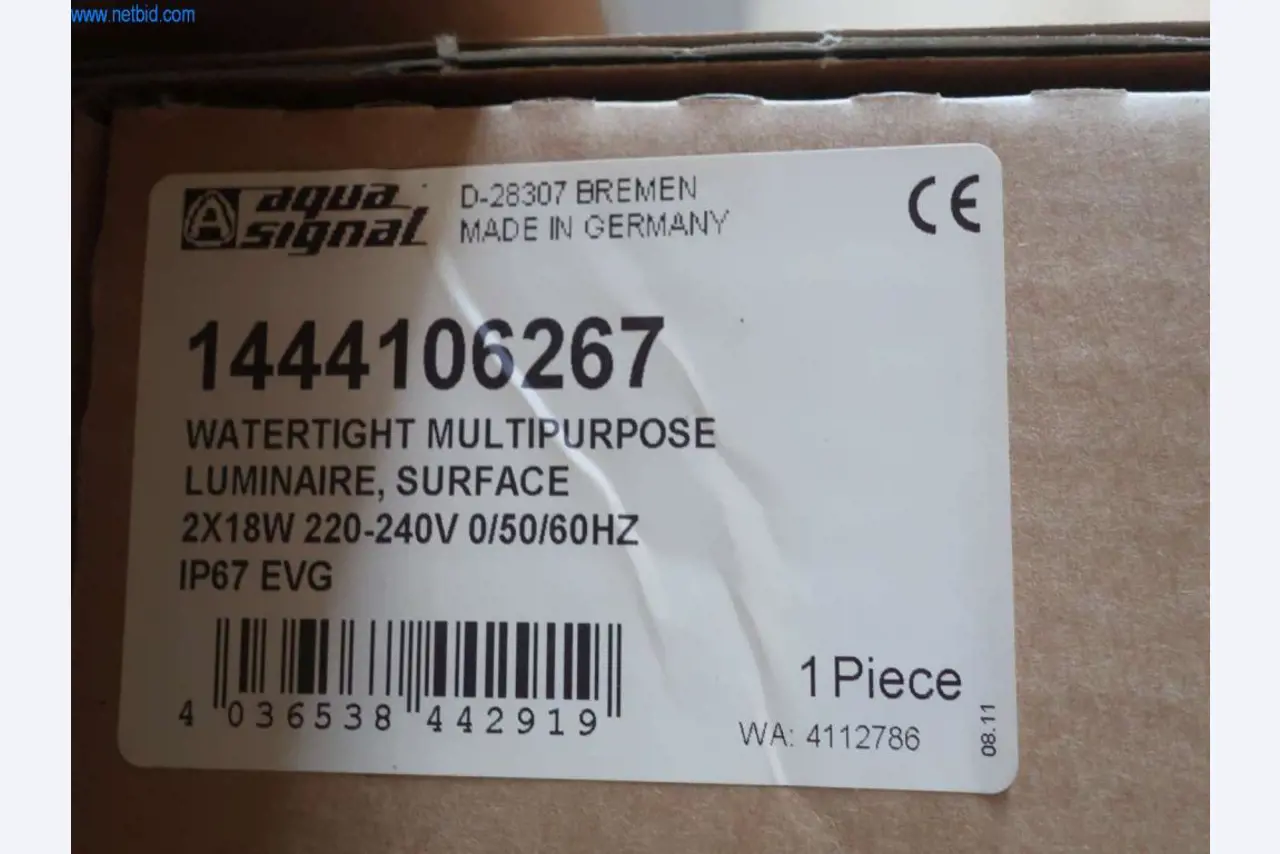 www.netbid.com
aqua signal
D-28307 BREMEN
MADE IN GERMANY
CE
1444106267
WATERTIGHT MULTIPURPOSE
LUMINAIRE, SURFACE
2X18W 220-240V 0/50/60HZ
IP67 EVG
4 036538 442919
1 Piece
WA: 4112786
08.11